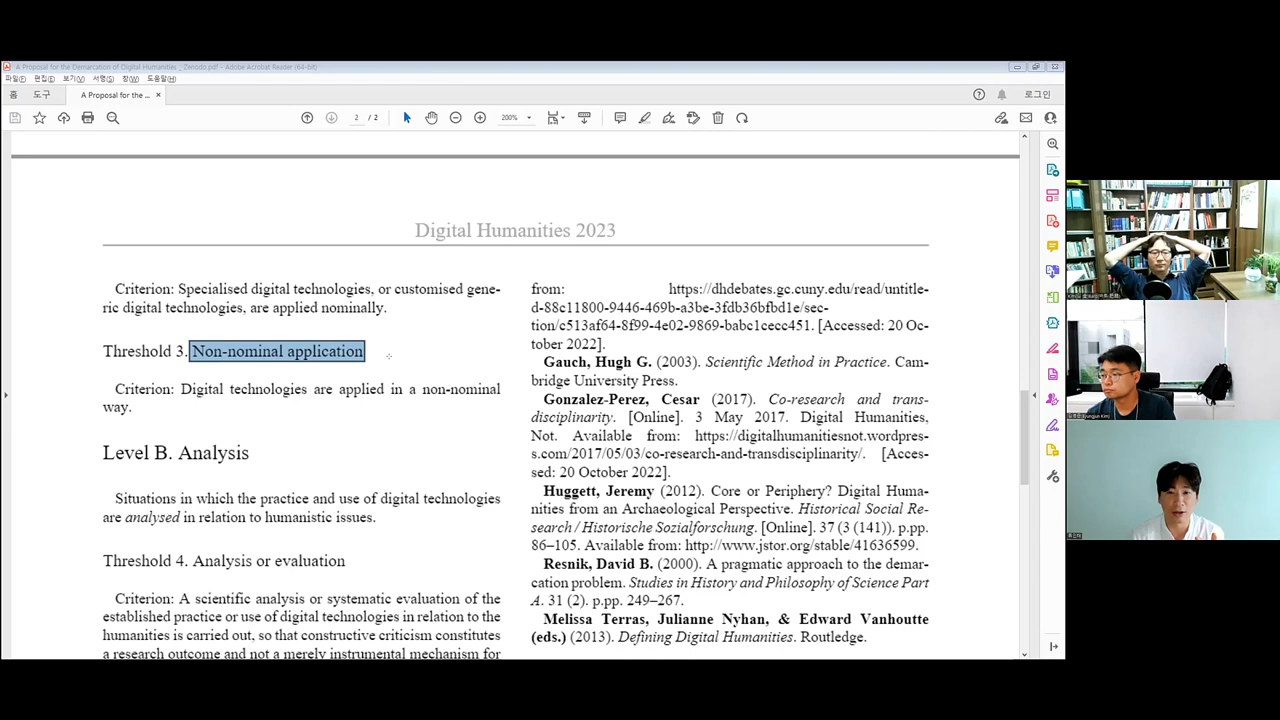 A Proposal for the Demarcation of Digital Humanities _ Zenodo.pdf - Adobe Acrobat Reader (64-bit)
파일(F) 편집(E) 보기(V) 서명(S) 창(W) 도움말(H)
홈 도구 A Proposal for the ... × 로그인
2 / 2 200%
Digital Humanities 2023
Criterion: Specialised digital technologies, or customised gene-
ric digital technologies, are applied nominally.
Threshold 3. Non-nominal application
Criterion: Digital technologies are applied in a non-nominal
way.
Level B. Analysis
Situations in which the practice and use of digital technologies
are analysed in relation to humanistic issues.
Threshold 4. Analysis or evaluation
Criterion: A scientific analysis or systematic evaluation of the
established practice or use of digital technologies in relation to the
humanities is carried out, so that constructive criticism constitutes
a research outcome and not a merely instrumental mechanism for
from: https://dhdebates.gc.cuny.edu/read/untitle-
d-88c11800-9446-469b-a3be-3fdb36bfbd1e/sec-
tion/c513af64-8f99-4e02-9869-babc1cecc451. [Accessed: 20 Oc-
tober 2022].
Gauch, Hugh G. (2003). Scientific Method in Practice. Cam-
bridge University Press.
Gonzalez-Perez, Cesar (2017). Co-research and trans-
disciplinarity. [Online]. 3 May 2017. Digital Humanities,
Not. Available from: https://digitalhumanitiesnot.wordpres-
s.com/2017/05/03/co-research-and-transdisciplinarity/. [Acces-
sed: 20 October 2022].
Huggett, Jeremy (2012). Core or Periphery? Digital Huma-
nities from an Archaeological Perspective. Historical Social Re-
search / Historische Sozialforschung. [Online]. 37 (3 (141)). p.pp.
86–105. Available from: http://www.jstor.org/stable/41636599.
Resnik, David B. (2000). A pragmatic approach to the demar-
cation problem. Studies in History and Philosophy of Science Part
A. 31 (2). p.pp. 249–267.
Melissa Terras, Julianne Nyhan, & Edward Vanhoutte
(eds.) (2013). Defining Digital Humanities. Routledge.